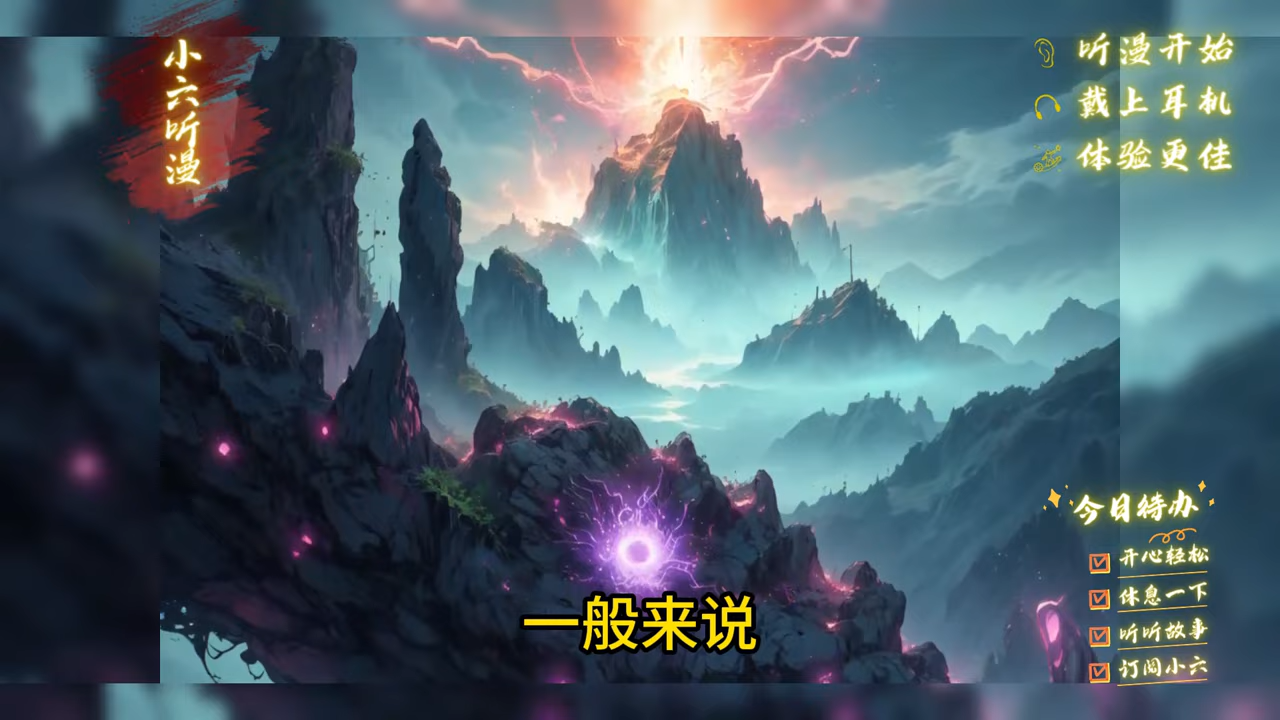 小六听漫
听漫开始
戴上耳机
体验更佳
今日待办
开心轻松
休息一下
听听故事
订阅小六
一般来说